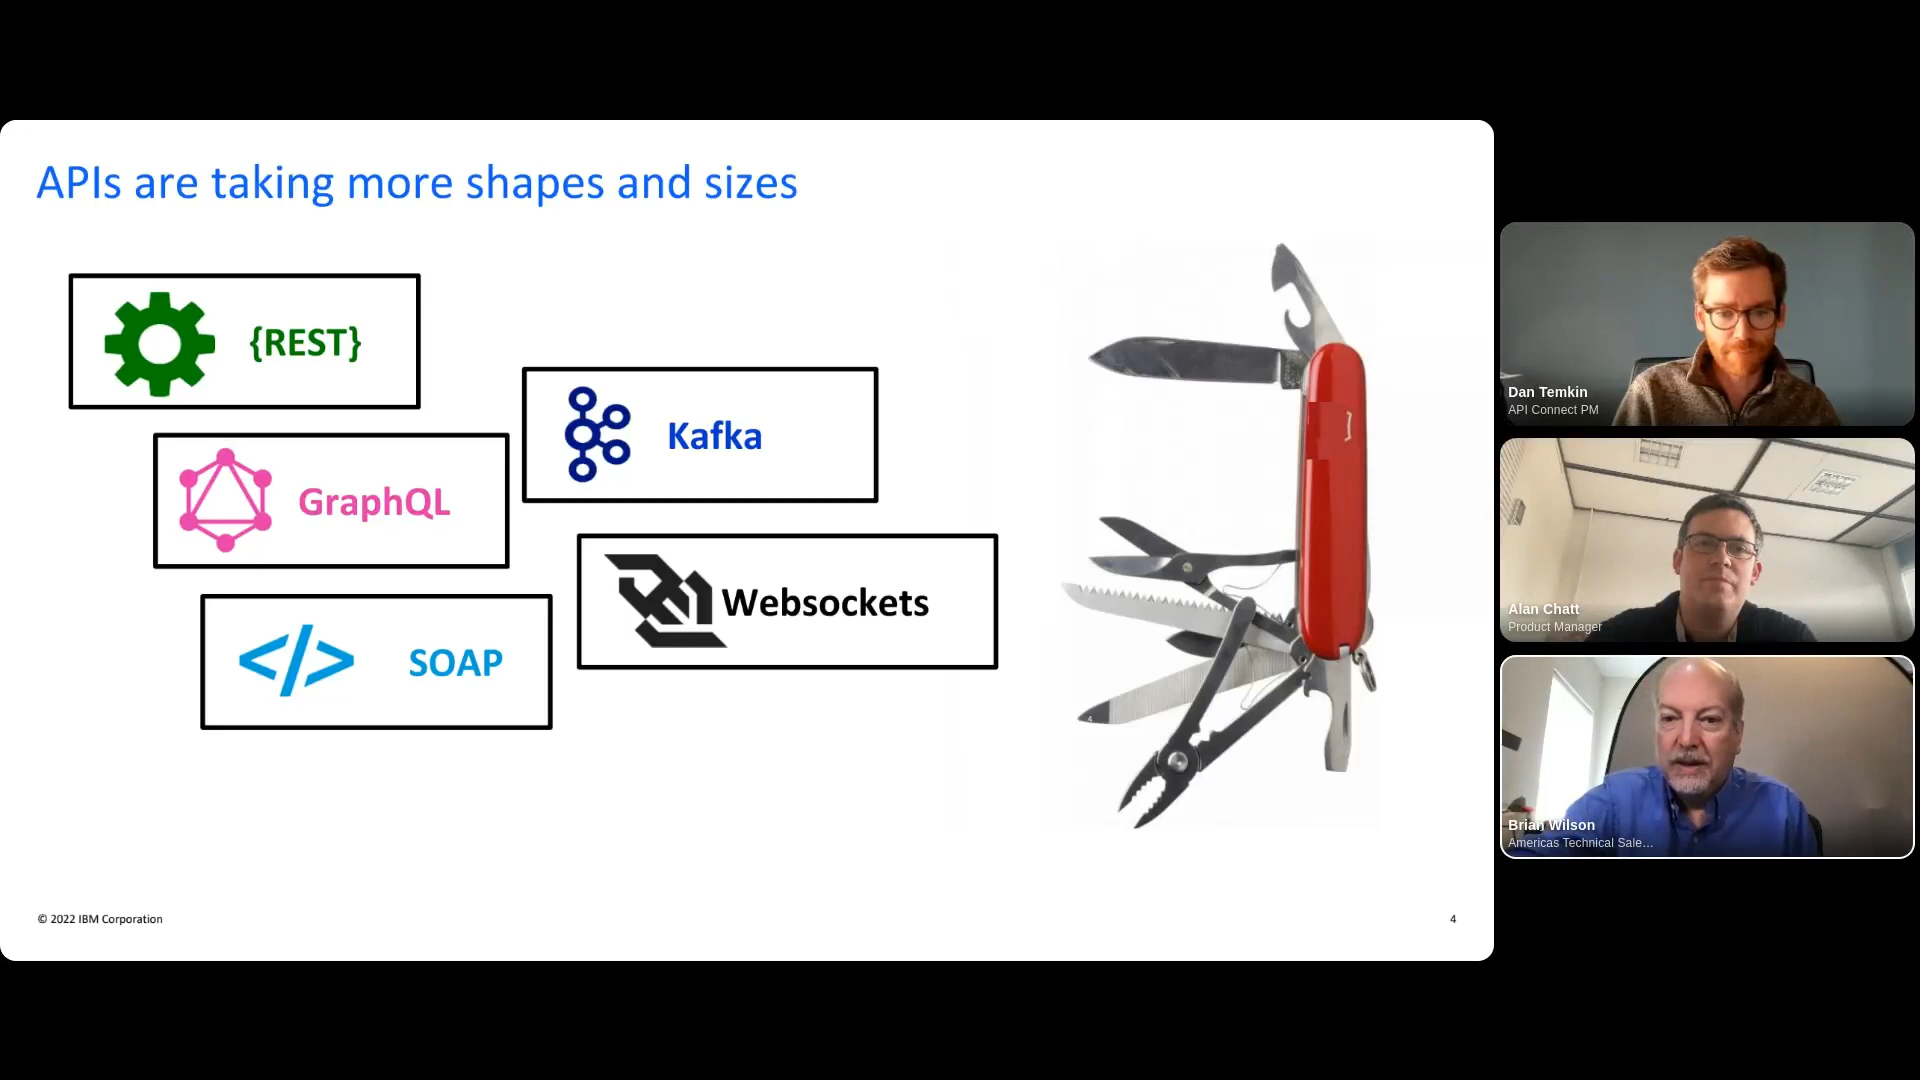 APIs are taking more shapes and sizes
{REST}
Kafka
GraphQL
Websockets
SOAP
© 2022 IBM Corporation
4
Dan Temkin
API Connect PM
Alan Chatt
Product Manager
Brian Wilson
Americas Technical Sale...